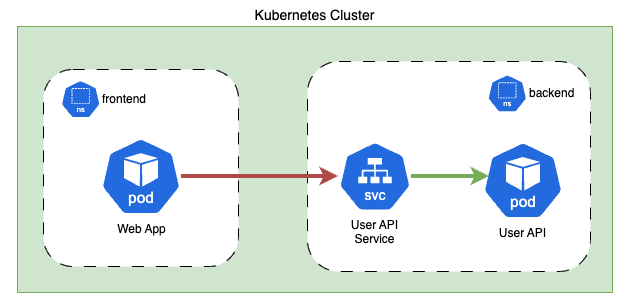 Kubernetes Cluster
ns
frontend
ns
backend
pod
svc
pod
Web App
User API
Service
User API